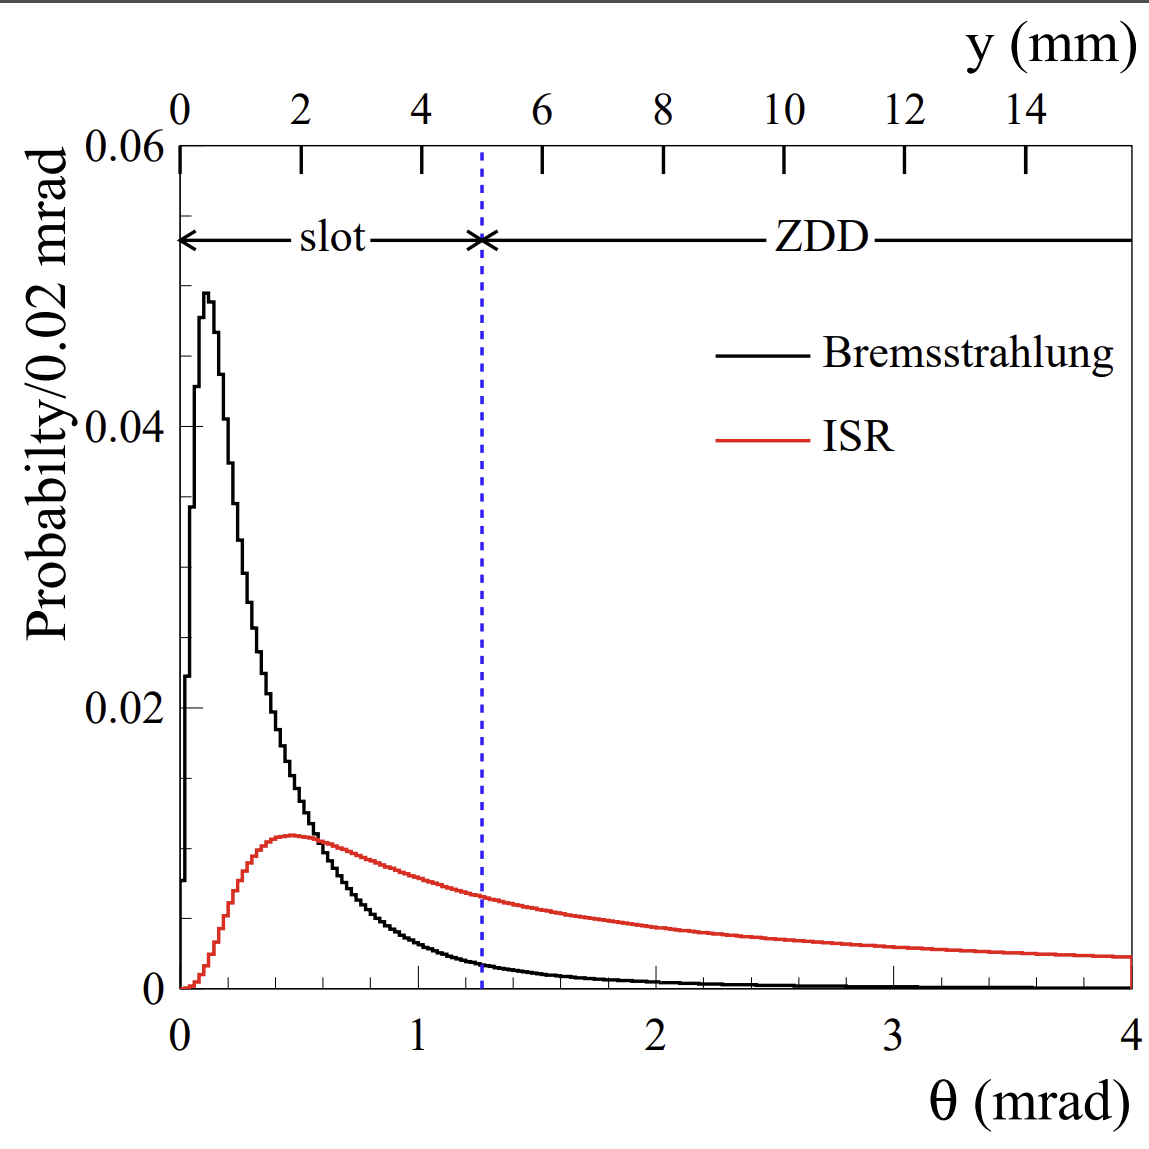 y (mm)
0 2 4 6 8 10 12 14
Probabilty/0.02 mrad
0.06
0.04
0.02
0
slot
ZDD
Bremsstrahlung
ISR
0 1 2 3 4
θ (mrad)